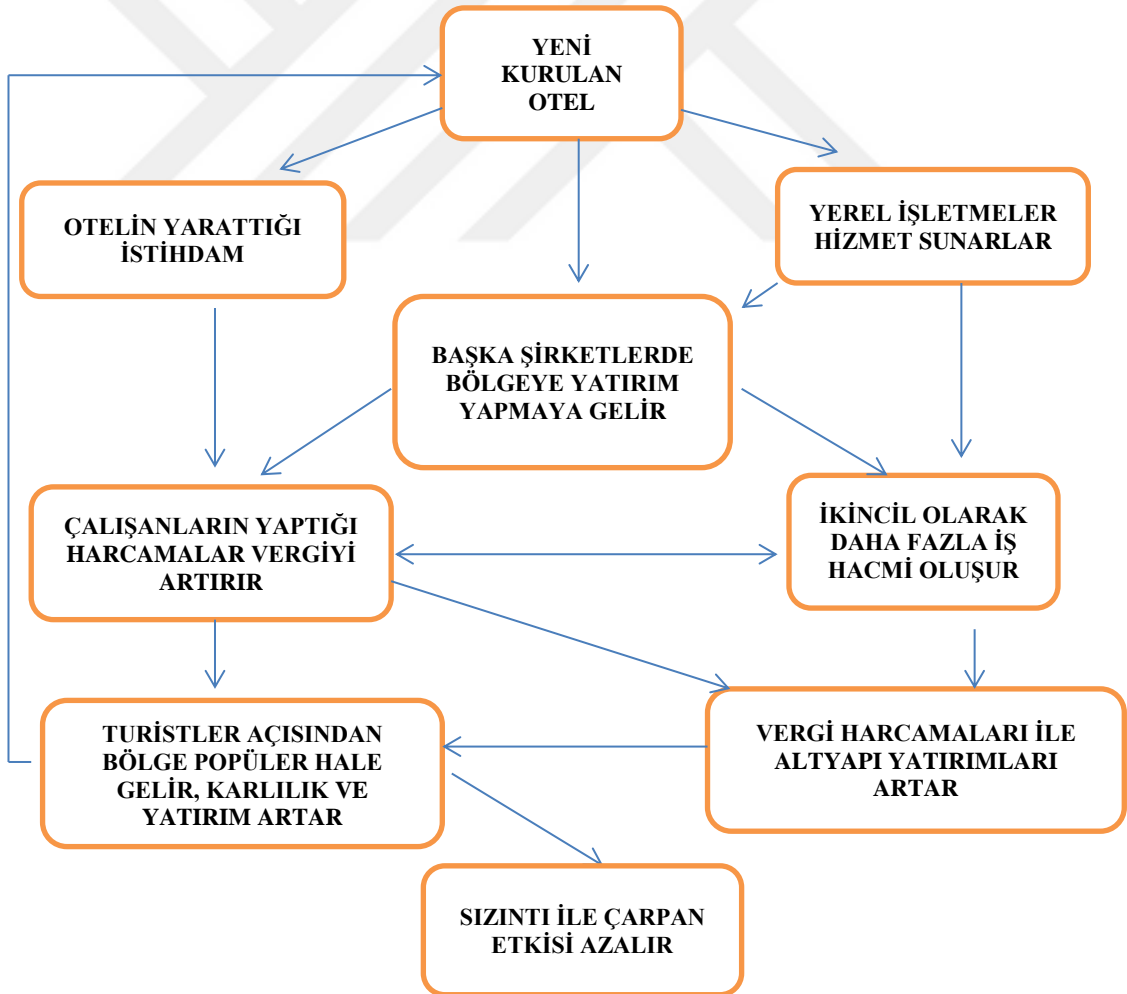 YENİ
KURULAN
OTEL
OTELİN YARATTIĞI
İSTİHDAM
YEREL İŞLETMELER
HİZMET SUNARLAR
BAŞKA ŞİRKETLERDE
BÖLGEYE YATIRIM
YAPMAYA GELİR
ÇALIŞANLARIN YAPTIĞI
HARCAMALAR VERGİYİ
ARTIRIR
İKİNCİL OLARAK
DAHA FAZLA İŞ
HACMİ OLUŞUR
TURİSTLER AÇISINDAN
BÖLGE POPÜLER HALE
GELİR, KARLILIK VE
YATIRIM ARTAR
VERGİ HARCAMALARI İLE
ALTYAPI YATIRIMLARI
ARTAR
SIZINTI İLE ÇARPAN
ETKİSİ AZALIR